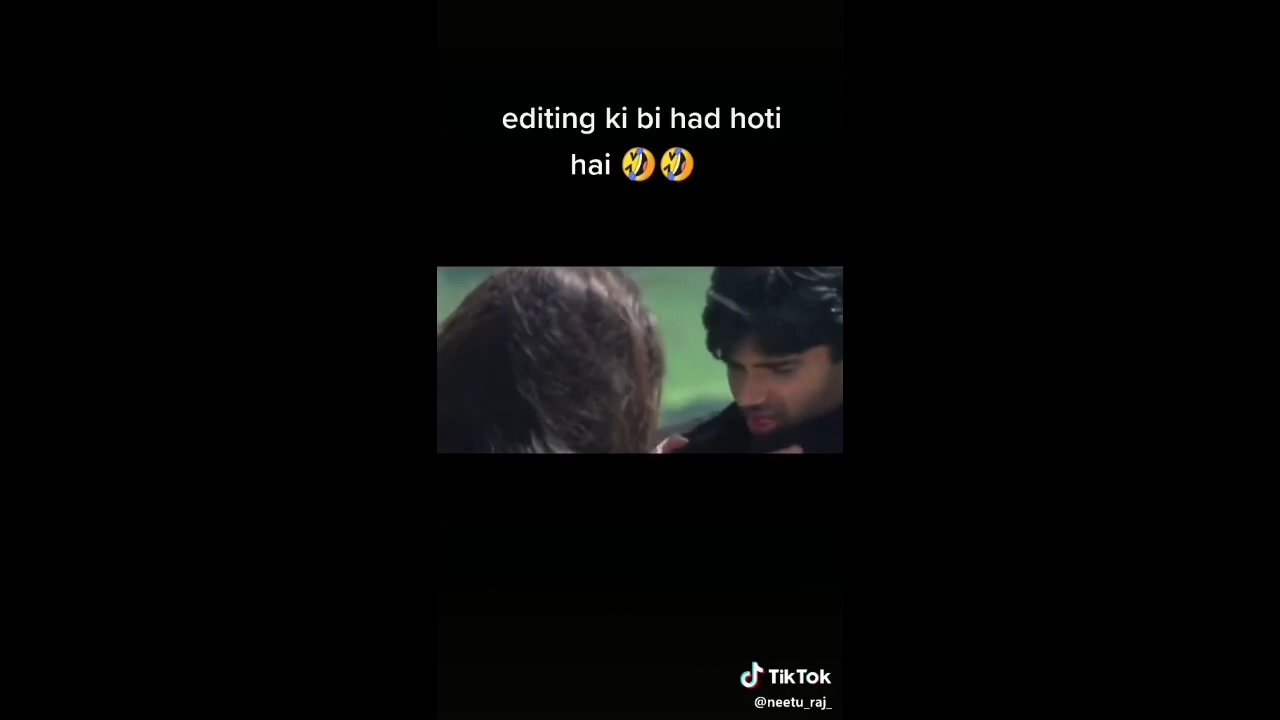 editing ki bi had hoti
hai 🤣🤣
TikTok
@neetu_raj_